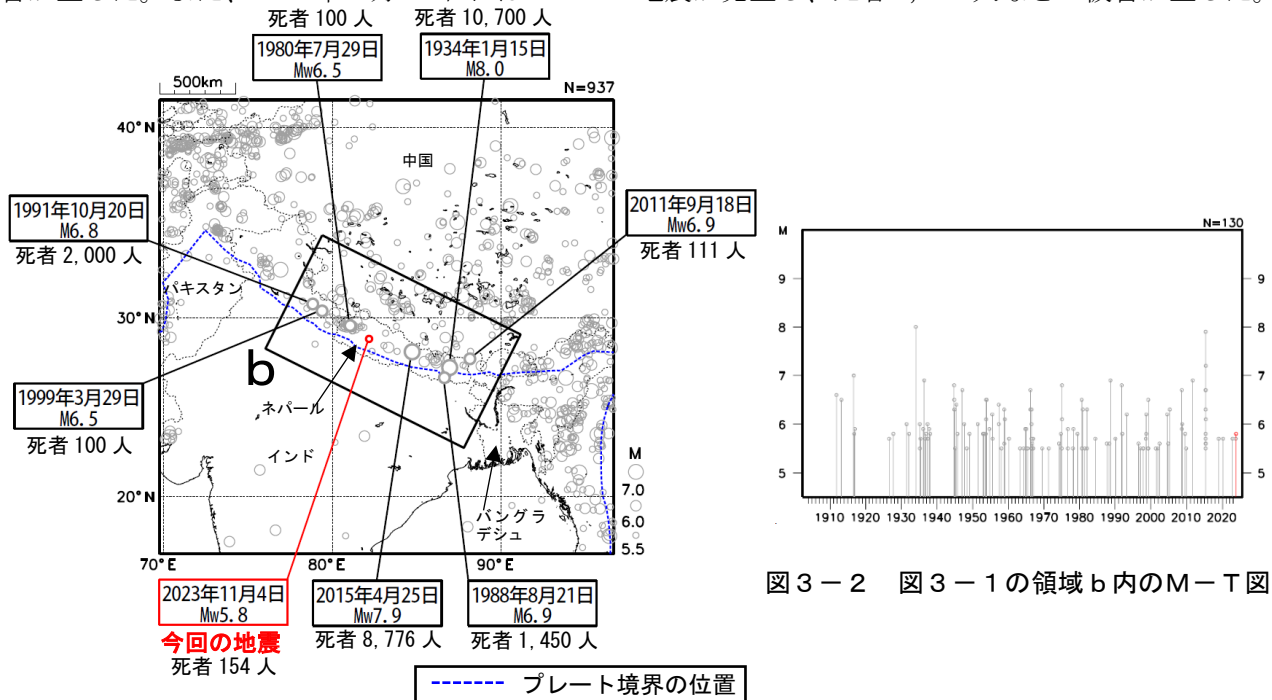 死者 100 人
死者 10,700 人
1980年7月29日
Mw6.5
1934年1月15日
M8.0
500km
N=937
40°N
中国
1991年10月20日
M6.8
死者 2,000 人
2011年9月18日
Mw6.9
死者 111 人
パキスタン
30°N
b
1999年3月29日
M6.5
死者 100 人
ネパール
インド
M
7.0
6.0
5.5
20°N
バングラ
デシュ
70°E
80°E
90°E
2023年11月4日
Mw5.8
今回の地震
死者 154 人
2015年4月25日
Mw7.9
死者 8,776 人
1988年8月21日
M6.9
死者 1,450 人
プレート境界の位置
M
N=130
9
9
8
8
7
7
6
6
5
5
1910 1920 1930 1940 1950 1960 1970 1980 1990 2000 2010 2020
図3-2 図3-1の領域b内のM-T図